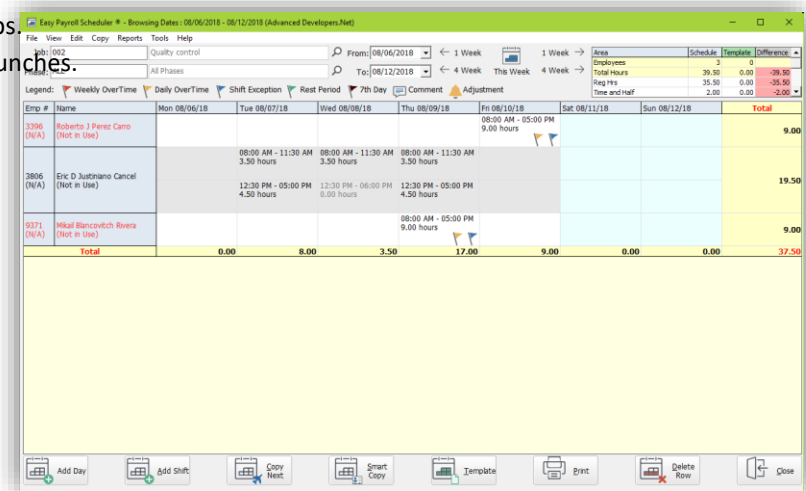 ps.
unches.
Easy Payroll Scheduler ® - Browsing Dates : 08/06/2018 - 08/12/2018 (Advanced Developers.Net)
File View Edit Copy Reports Tools Help
Job: 002 Quality control From: 08/06/2018 ← 1 Week 1 Week →
Phase: All Phases To: 08/12/2018 ← 4 Week This Week 4 Week →
Area Schedule Template Difference
Employees 3 0
Total Hours 39.50 0.00 -39.50
Reg Hrs 35.50 0.00 -35.50
Time and Half 2.00 0.00 -2.00
Legend: Weekly OverTime Daily OverTime Shift Exception Rest Period 7th Day Comment Adjustment
Emp # Name Mon 08/06/18 Tue 08/07/18 Wed 08/08/18 Thu 08/09/18 Fri 08/10/18 Sat 08/11/18 Sun 08/12/18 Total
3396 Roberto J Perez Carro 08:00 AM - 05:00 PM
(N/A) (Not in Use) 9.00 hours 9.00
08:00 AM - 11:30 AM 08:00 AM - 11:30 AM 08:00 AM - 11:30 AM
3.50 hours 3.50 hours 3.50 hours
3806 Eric D Justiniano Cancel 19.50
(N/A) (Not in Use) 12:30 PM - 05:00 PM 12:30 PM - 06:00 PM 12:30 PM - 05:00 PM
4.50 hours 0.00 hours 4.50 hours
9371 Mikail Blancovitch Rivera 08:00 AM - 05:00 PM
(N/A) (Not in Use) 9.00 hours 9.00
Total 0.00 8.00 3.50 17.00 9.00 0.00 0.00 37.50
Add Day Add Shift Copy Next Smart Copy Template Print Delete Row Close